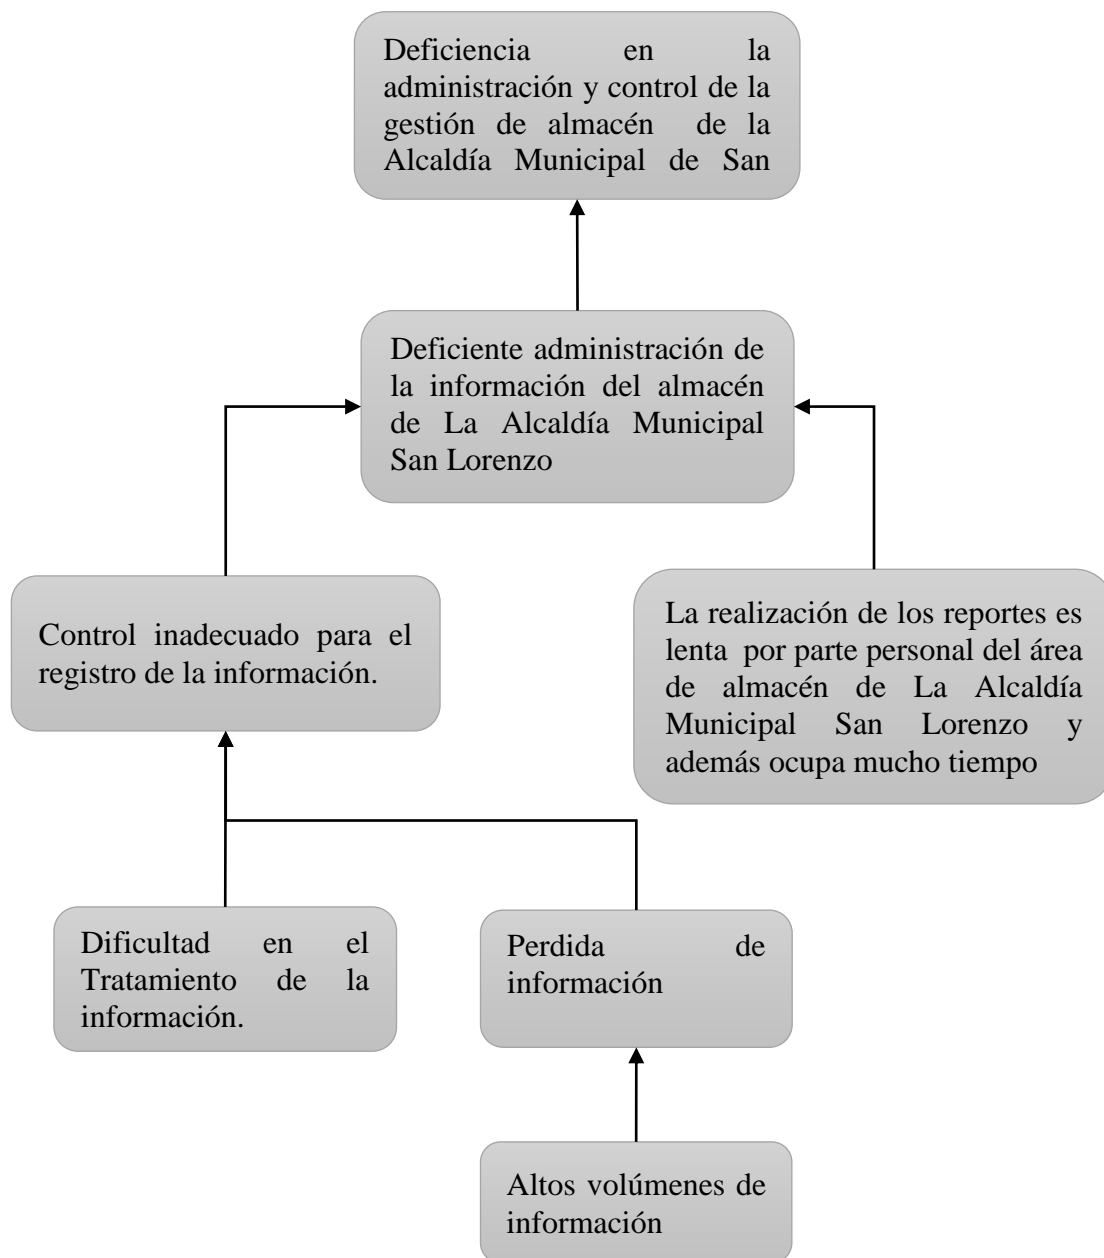 Deficiencia en la
administración y control de la
gestión de almacén de la
Alcaldía Municipal de San
Deficiente administración de
la información del almacén
de La Alcaldía Municipal
San Lorenzo
Control inadecuado para el
registro de la información.
La realización de los reportes es
lenta por parte personal del área
de almacén de La Alcaldía
Municipal San Lorenzo y
además ocupa mucho tiempo
Dificultad en el
Tratamiento de la
información.
Perdida de
información
Altos volúmenes de
información